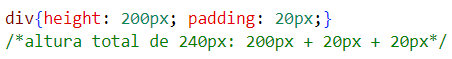 div{height: 200px; padding: 20px;}
/*altura total de 240px: 200px + 20px + 20px*/